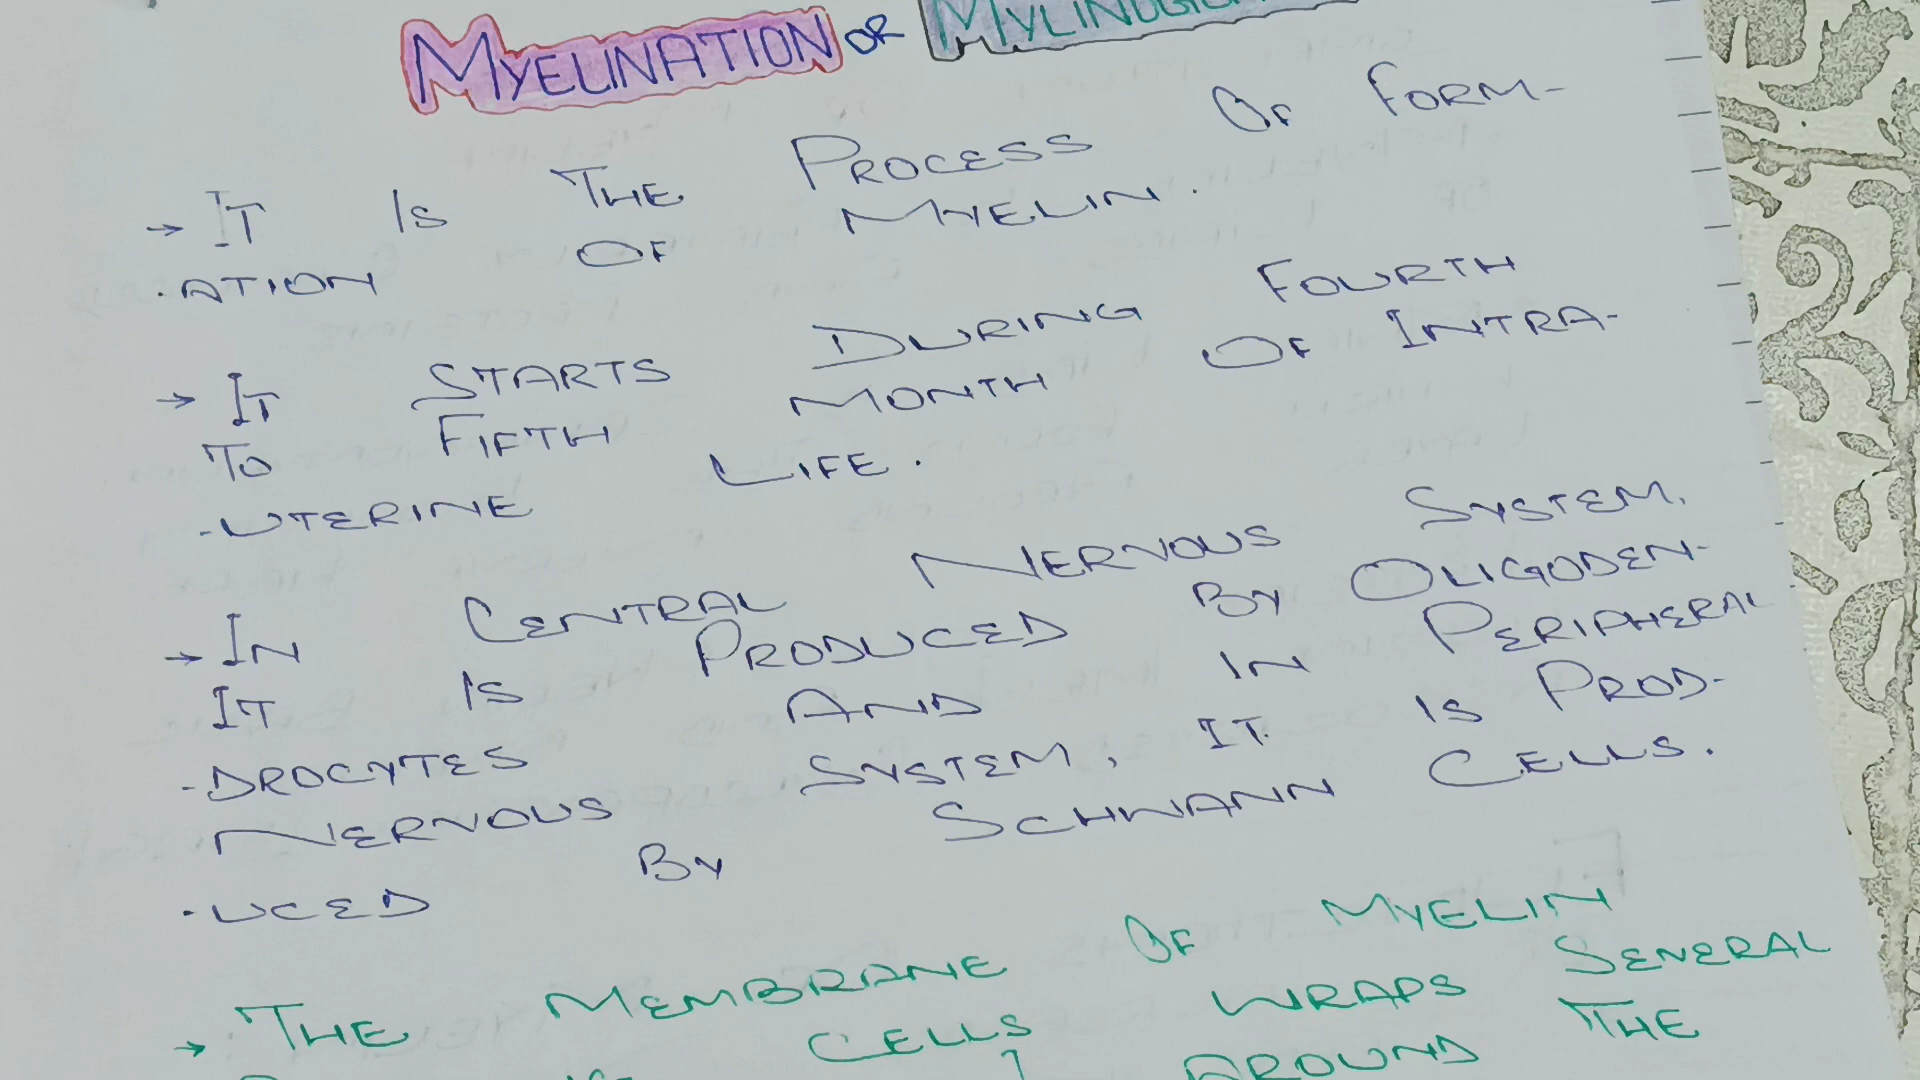 MYELINATION OR
→ IT IS THE PROCESS OF FORM-
-ATION OF MYELIN.
→ IT STARTS DURING FOURTH
TO FIFTH MONTH OF INTRA-
-UTERINE LIFE.
→ IN CENTRAL NERVOUS SYSTEM,
IT IS PRODUCED BY OLIGODEN-
-DROCYTES AND IN PERIPHERAL
NERVOUS SYSTEM, IT IS PROD-
-UCED BY SCHWANN CELLS.
→ THE MEMBRANE OF MYELIN
CELLS WRAPS SEVERAL
AROUND THE